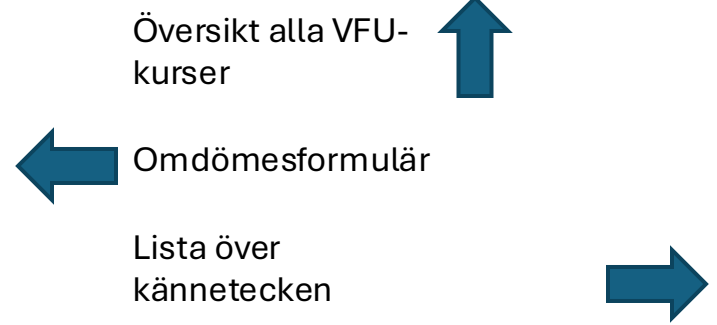 Översikt alla VFU-
kurser
Omdömesformulär
Lista över
kännetecken